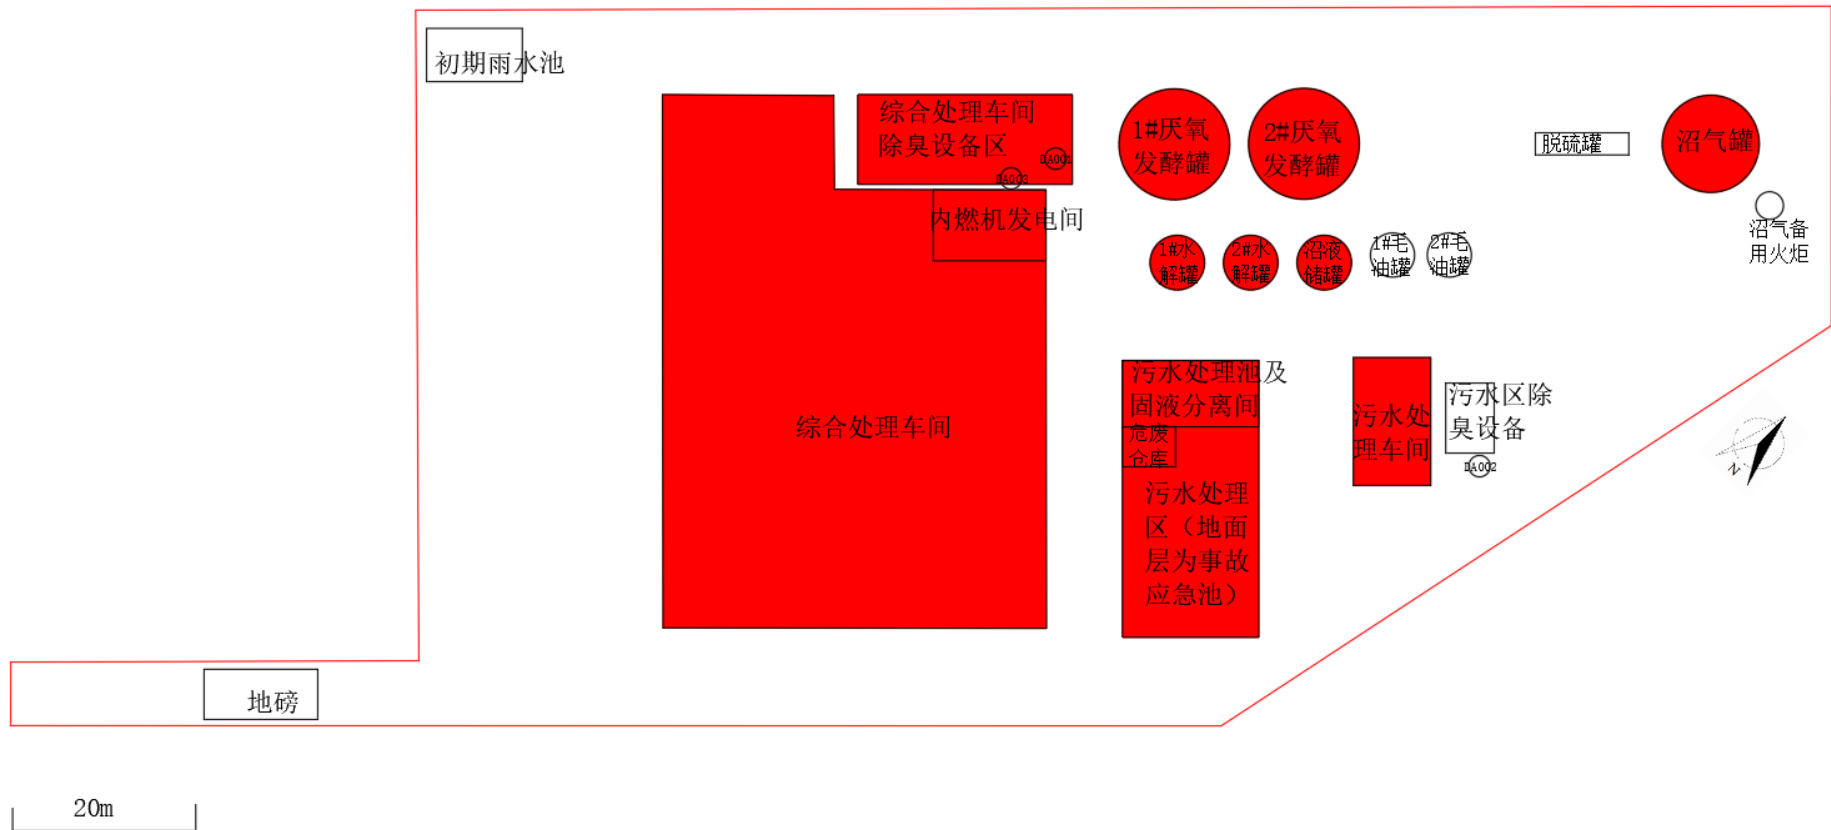 初期雨水池
综合处理车间
除臭设备区
DA001
DA003
内燃机发电间
1#厌氧
发酵罐
2#厌氧
发酵罐
脱硫罐
沼气罐
沼气备
用火炬
1#水
解罐
2#水
解罐
沼液
储罐
1#毛
油罐
2#毛
油罐
综合处理车间
污水处理池及
固液分离间
危废
仓库
污水处理
区（地面
层为事故
应急池）
污水处
理车间
污水区除
臭设备
DA002
N
地磅
20m